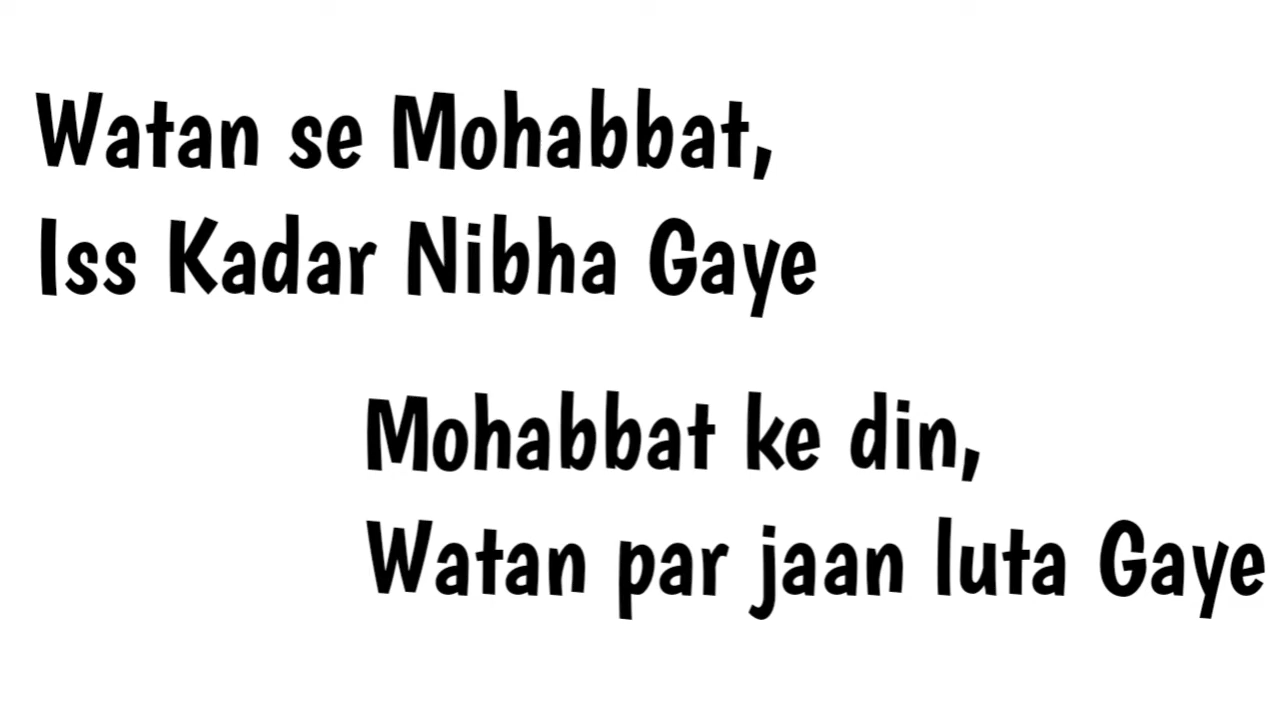 Watan se Mohabbat,
Iss Kadar Nibha Gaye
Mohabbat ke din,
Watan par jaan luta Gaye